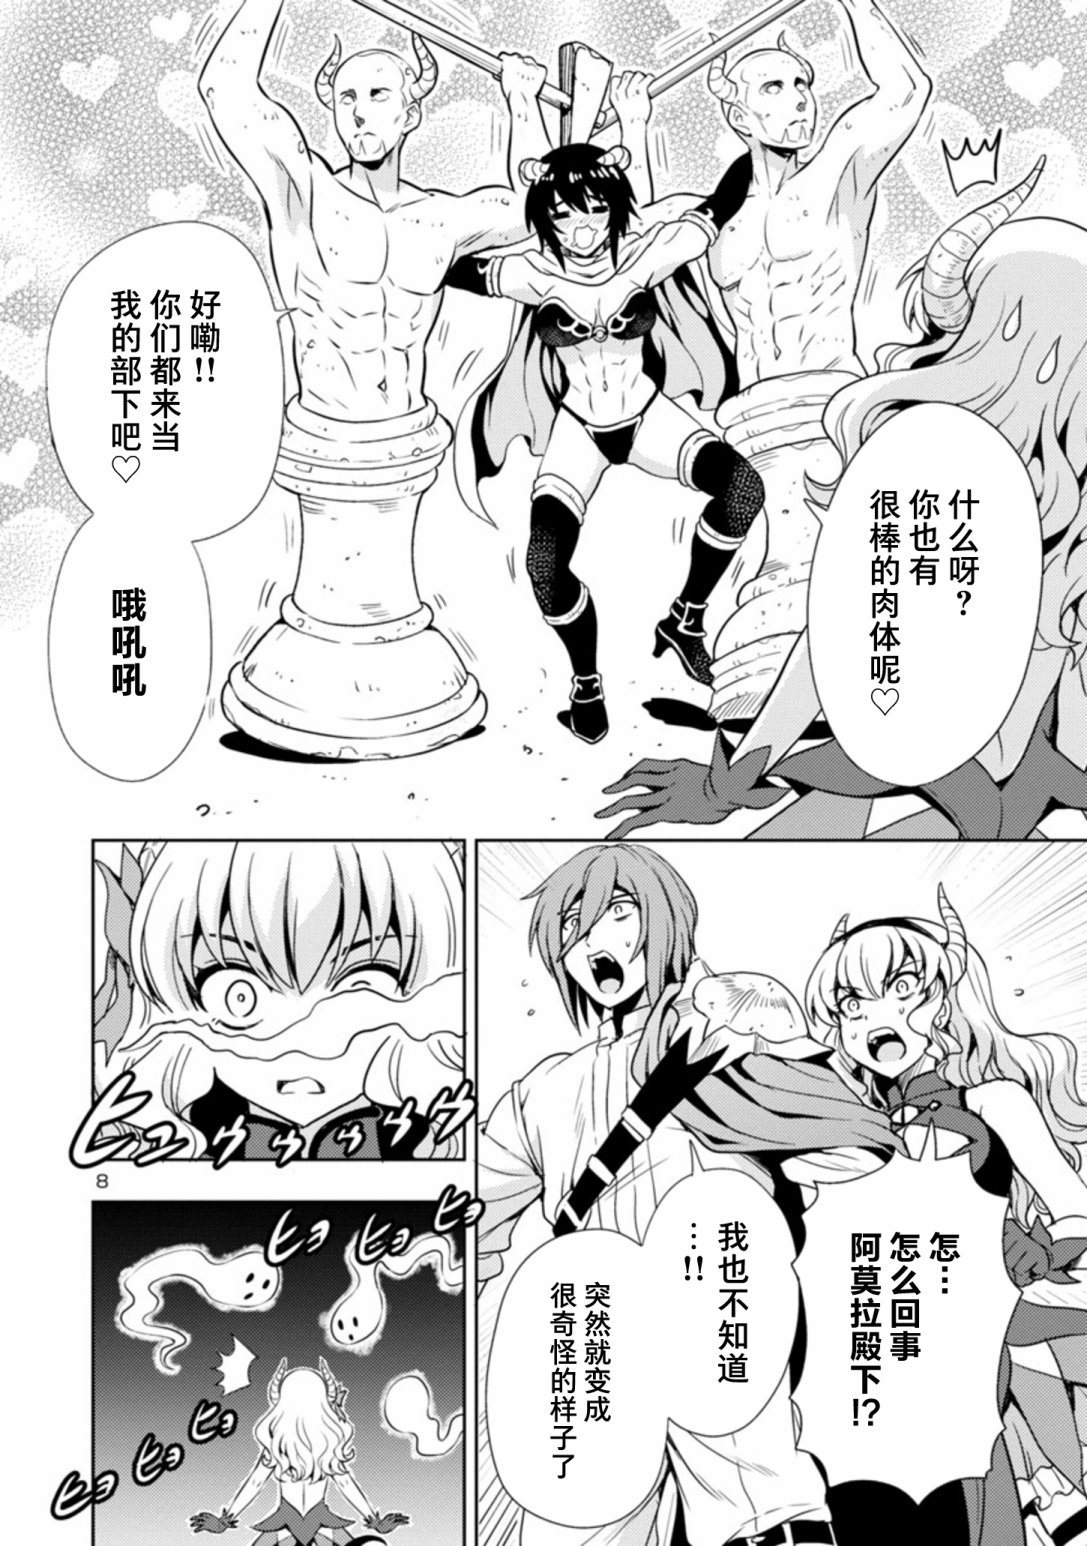 什么呀?
你也有
很棒的肉体呢♡
好嘞!!
你们都来当
我的部下吧♡
哦吼吼
怎…
怎么回事
阿莫拉殿下!?
我也不知道
…!!
突然就变成
很奇怪的样子了
ヒュゥゥゥゥゥ
8
ヒョ
ヒョ
ヒョ
ヒョ
ヒョ
ヒョ